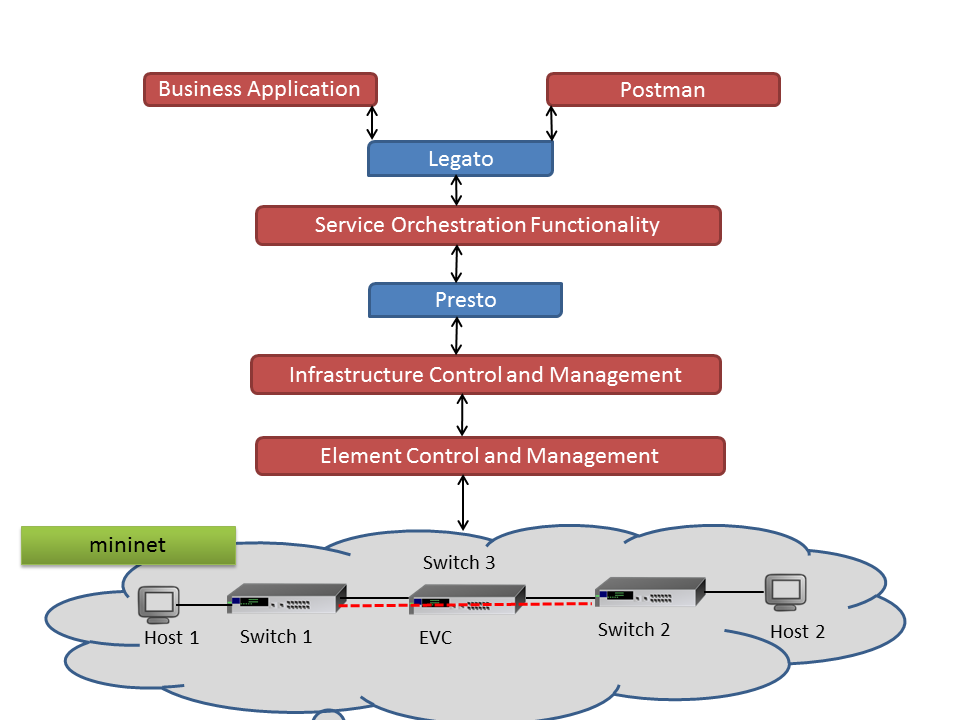 Business Application
Postman
Legato
Service Orchestration Functionality
Presto
Infrastructure Control and Management
Element Control and Management
mininet
Switch 3
Host 1
Switch 1
EVC
Switch 2
Host 2